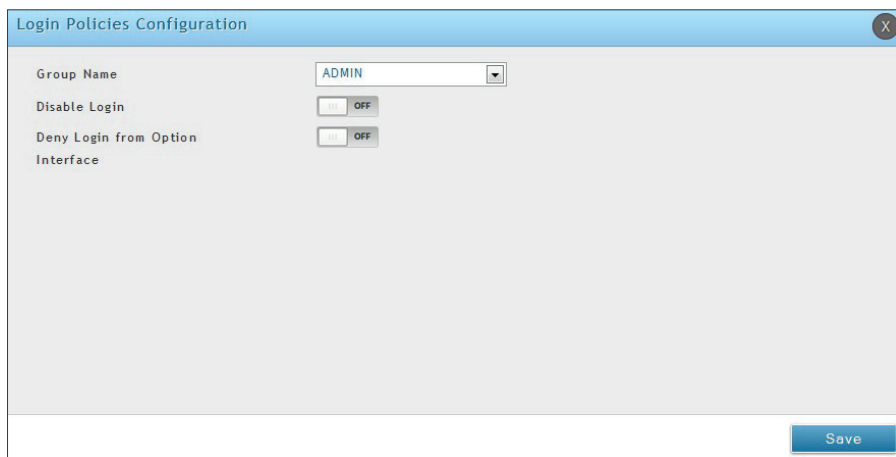 Login Policies Configuration
X
Group Name
ADMIN
Disable Login
OFF
Deny Login from Option
Interface
OFF
Save